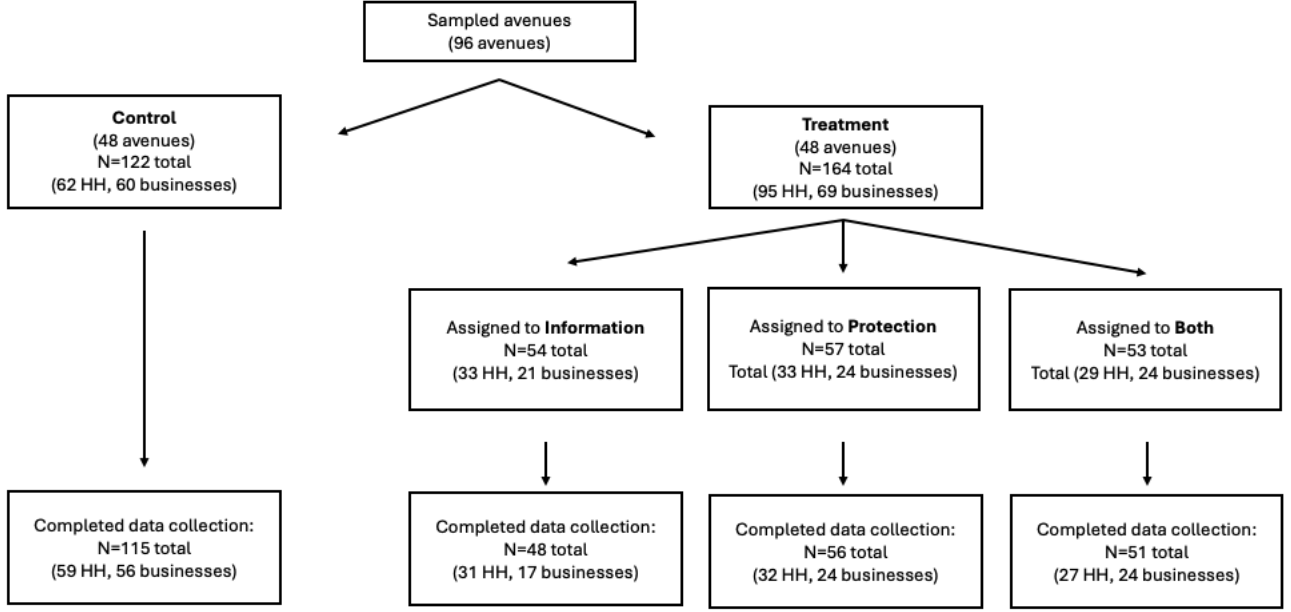 Sampled avenues
(96 avenues)
Control
(48 avenues)
N=122 total
(62 HH, 60 businesses)
Treatment
(48 avenues)
N=164 total
(95 HH, 69 businesses)
Assigned to Information
N=54 total
(33 HH, 21 businesses)
Assigned to Protection
N=57 total
Total (33 HH, 24 businesses)
Assigned to Both
N=53 total
Total (29 HH, 24 businesses)
Completed data collection:
N=115 total
(59 HH, 56 businesses)
Completed data collection:
N=48 total
(31 HH, 17 businesses)
Completed data collection:
N=56 total
(32 HH, 24 businesses)
Completed data collection:
N=51 total
(27 HH, 24 businesses)